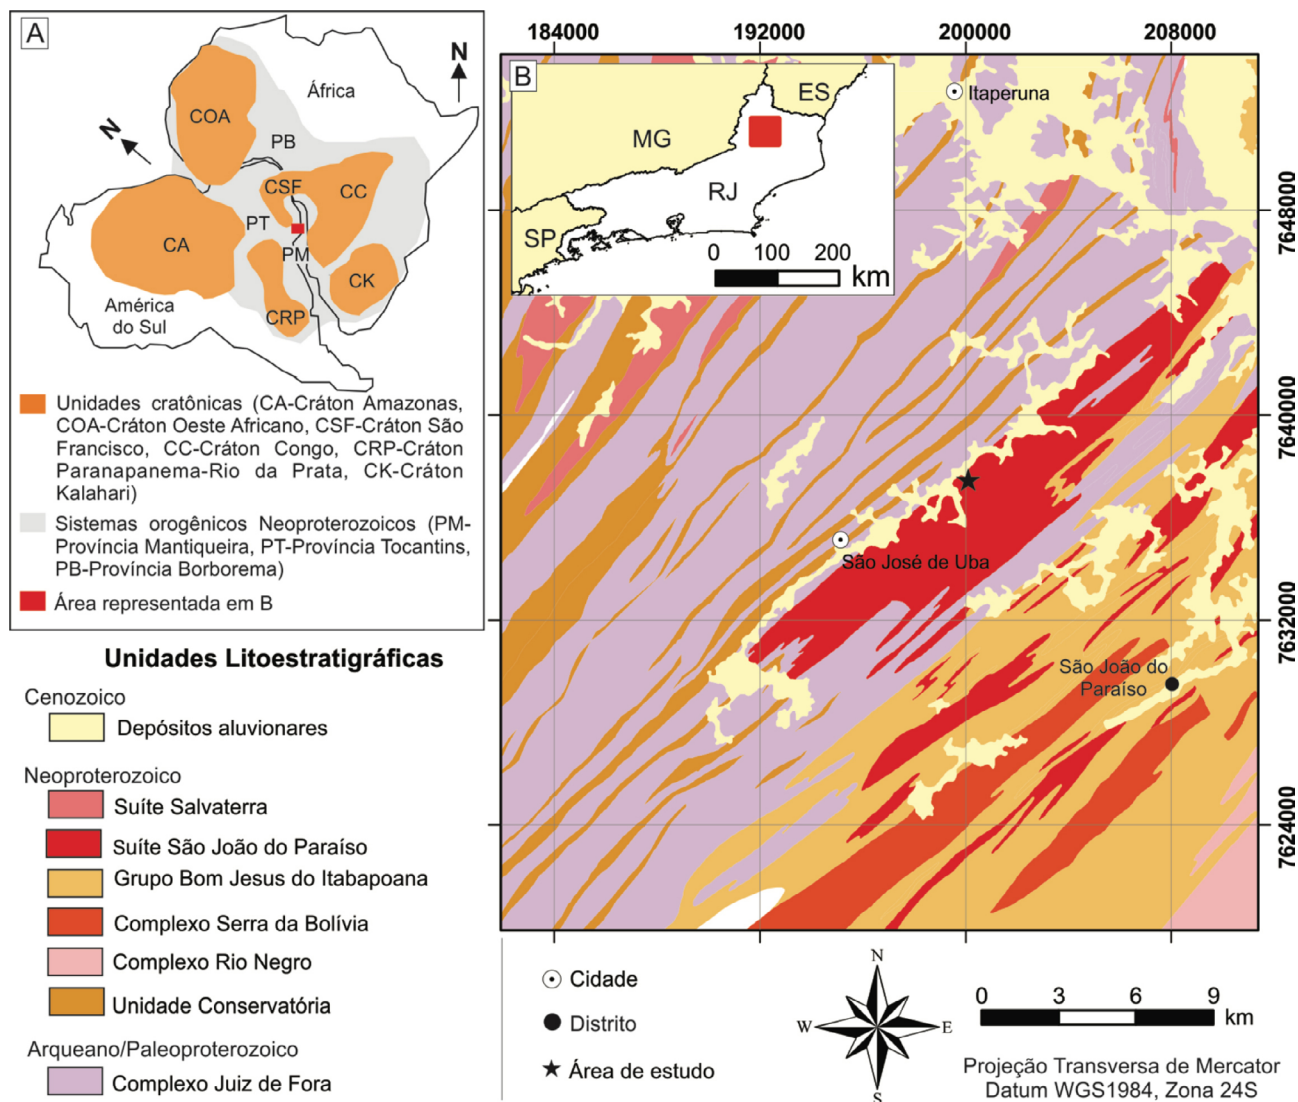 A
N
N
África
COA
PB
CSF
CC
PT
CA
PM
CK
América
do Sul
CRP
Unidades cratônicas (CA-Cráton Amazonas,
COA-Cráton Oeste Africano, CSF-Cráton São
Francisco, CC-Cráton Congo, CRP-Cráton
Paranapanema-Rio da Prata, CK-Cráton
Kalahari)
Sistemas orogênicos Neoproterozoicos (PM-
Província Mantiqueira, PT-Província Tocantins,
PB-Província Borborema)
Área representada em B
Unidades Litoestratigráficas
Cenozoico
Depósitos aluvionares
Neoproterozoico
Suíte Salvaterra
Suíte São João do Paraíso
Grupo Bom Jesus do Itabapoana
Complexo Serra da Bolívia
Complexo Rio Negro
Unidade Conservatória
Arqueano/Paleoproterozoico
Complexo Juiz de Fora
184000
192000
200000
208000
B
ES
MG
RJ
SP
0 100 200
km
Itaperuna
7648000
7640000
São José de Uba
7632000
São João do
Paraíso
7624000
Cidade
Distrito
Área de estudo
N
W
E
S
0 3 6 9
km
Projeção Transversa de Mercator
Datum WGS1984, Zona 24S